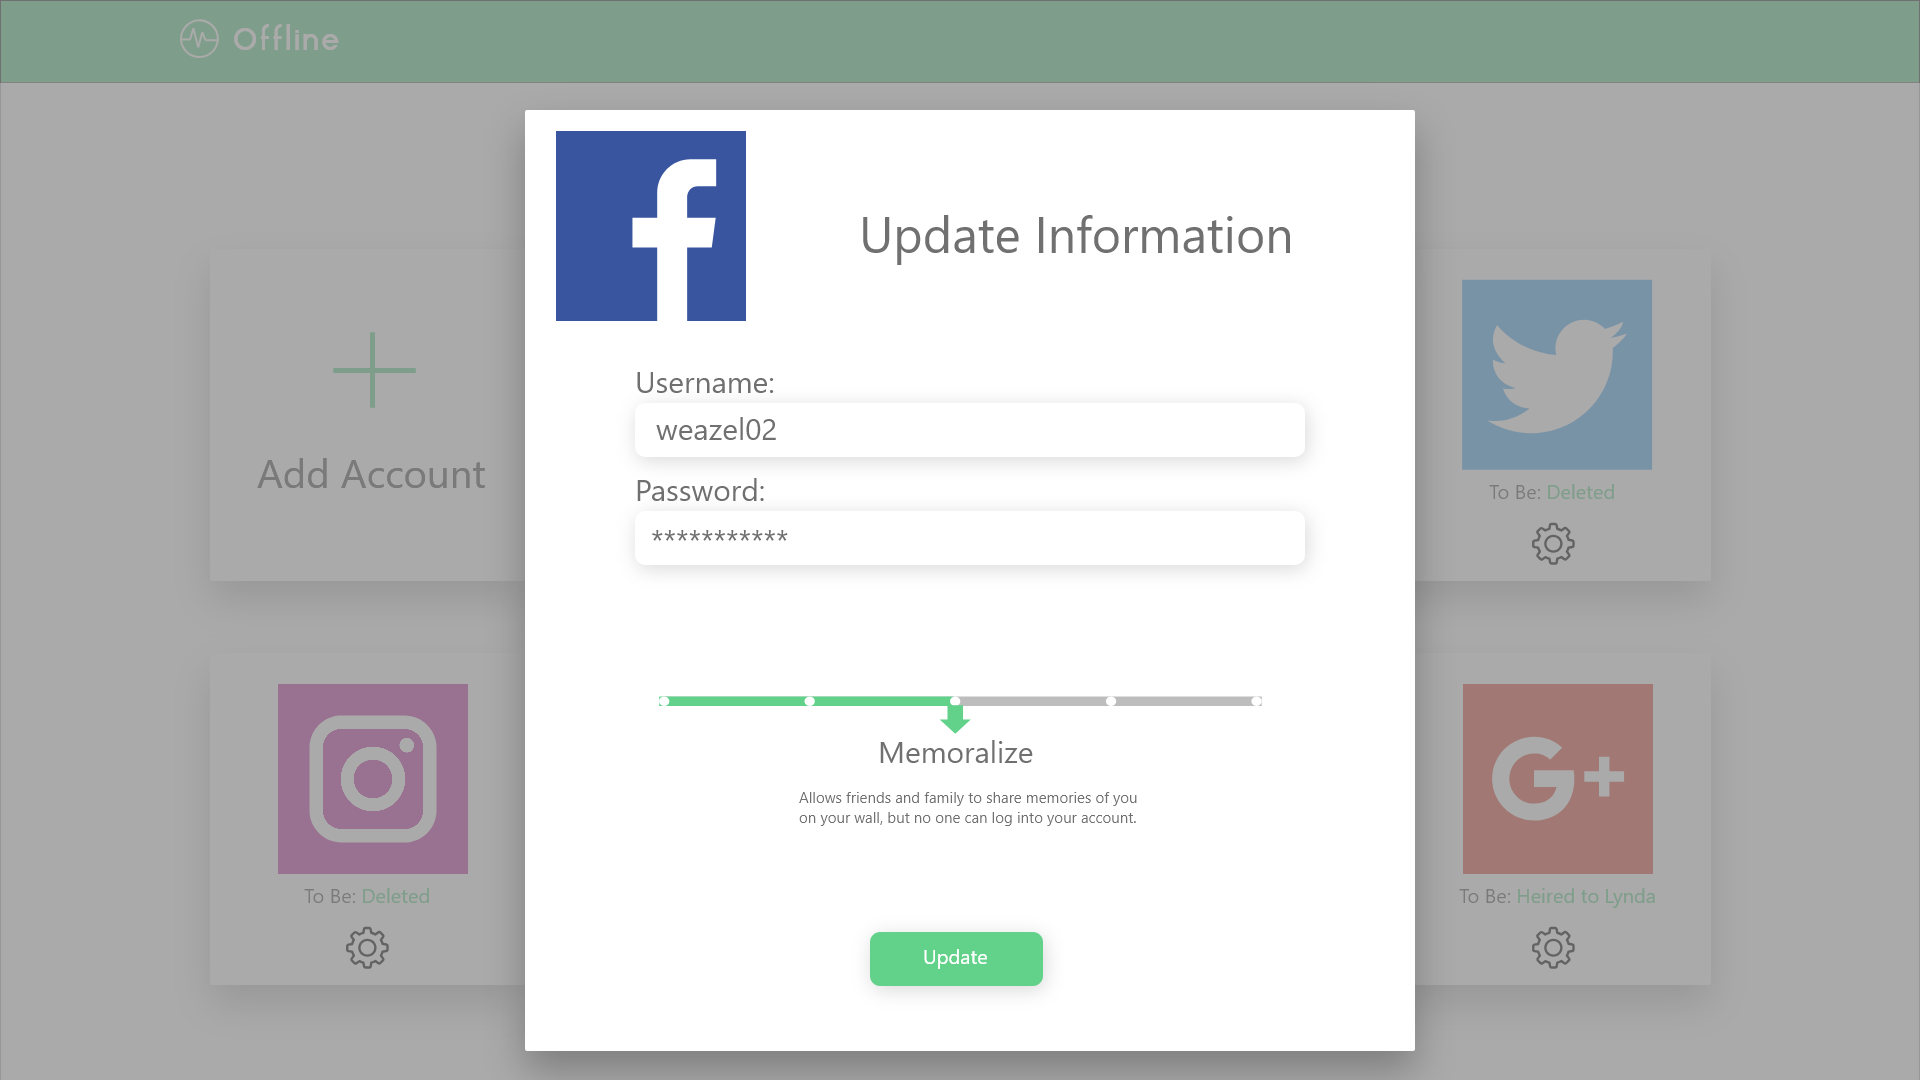 Offline
Update Information
Add Account
Username:
weazel02
Password:
***********
To Be: Deleted
Memoralize
Allows friends and family to share memories of you
on your wall, but no one can log into your account.
To Be: Deleted
G+
To Be: Heired to Lynda
Update